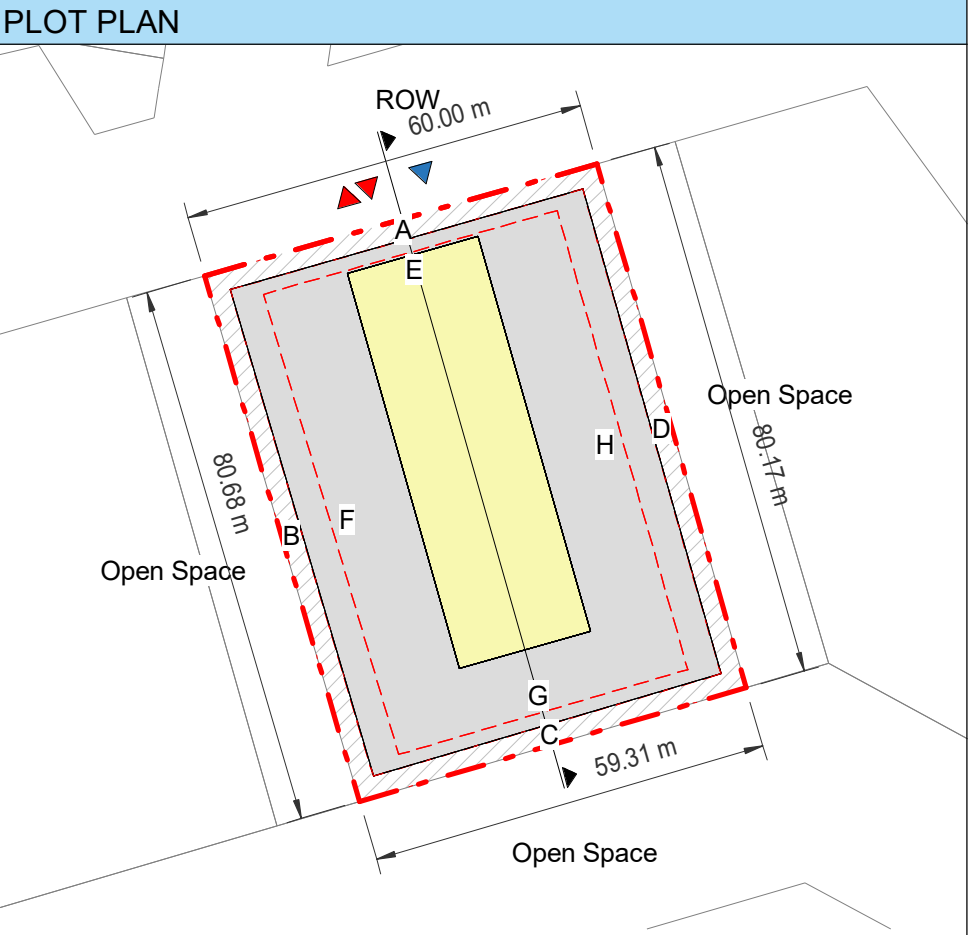 PLOT PLAN
ROW
60.00 m
A
E
Open Space
D
80.17 m
H
80.68 m
F
B
Open Space
G
C
59.31 m
Open Space